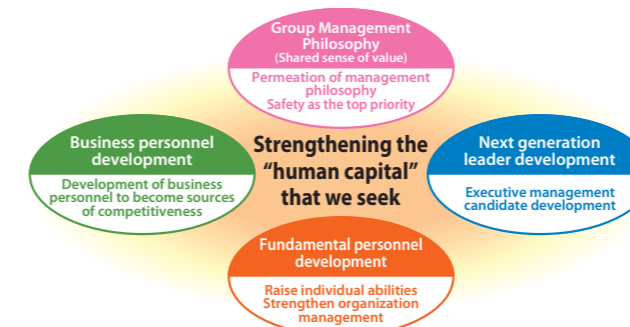 Group Management
Philosophy
(Shared sense of value)
Permeation of management
philosophy
Safety as the top priority
Business personnel
development
Development of business
personnel to become sources
of competitiveness
Strengthening the
“human capital”
that we seek
Next generation
leader development
Executive management
candidate development
Fundamental personnel
development
Raise individual abilities
Strengthen organization
management